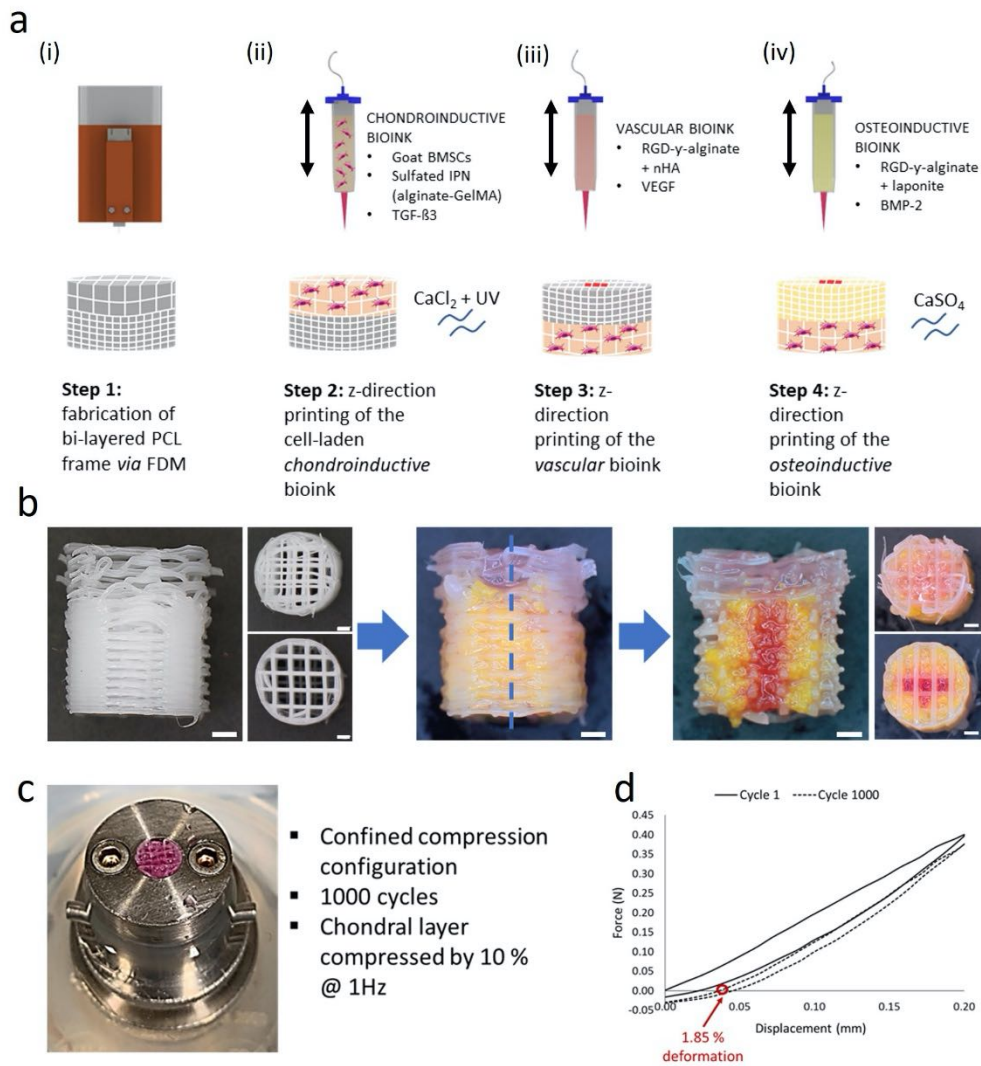 a
(i)
(ii)
(iii)
(iv)
CHONDROINDUCTIVE
BIOINK
• Goat BMSCs
• Sulfated IPN
(alginate-GelMA)
• TGF-ß3
VASCULAR BIOINK
• RGD-γ-alginate
+ nHA
• VEGF
OSTEOINDUCTIVE
BIOINK
• RGD-γ-alginate
+ laponite
• BMP-2
CaCl₂ + UV
CaSO₄
Step 1:
fabrication of
bi-layered PCL
frame via FDM
Step 2: z-direction
printing of the
cell-laden
chondroinductive
bioink
Step 3: z-
direction
printing of the
vascular bioink
Step 4: z-
direction
printing of the
osteoinductive
bioink
b
c
▪ Confined compression
configuration
▪ 1000 cycles
▪ Chondral layer
compressed by 10 %
@ 1Hz
d
Cycle 1
Cycle 1000
Force (N)
0.45
0.40
0.35
0.30
0.25
0.20
0.15
0.10
0.05
0.00
-0.05
0.00
0.05
0.10
0.15
0.20
Displacement (mm)
1.85 %
deformation